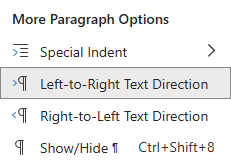 More Paragraph Options
Special Indent
Left-to-Right Text Direction
Right-to-Left Text Direction
Show/Hide ¶ Ctrl+Shift+8